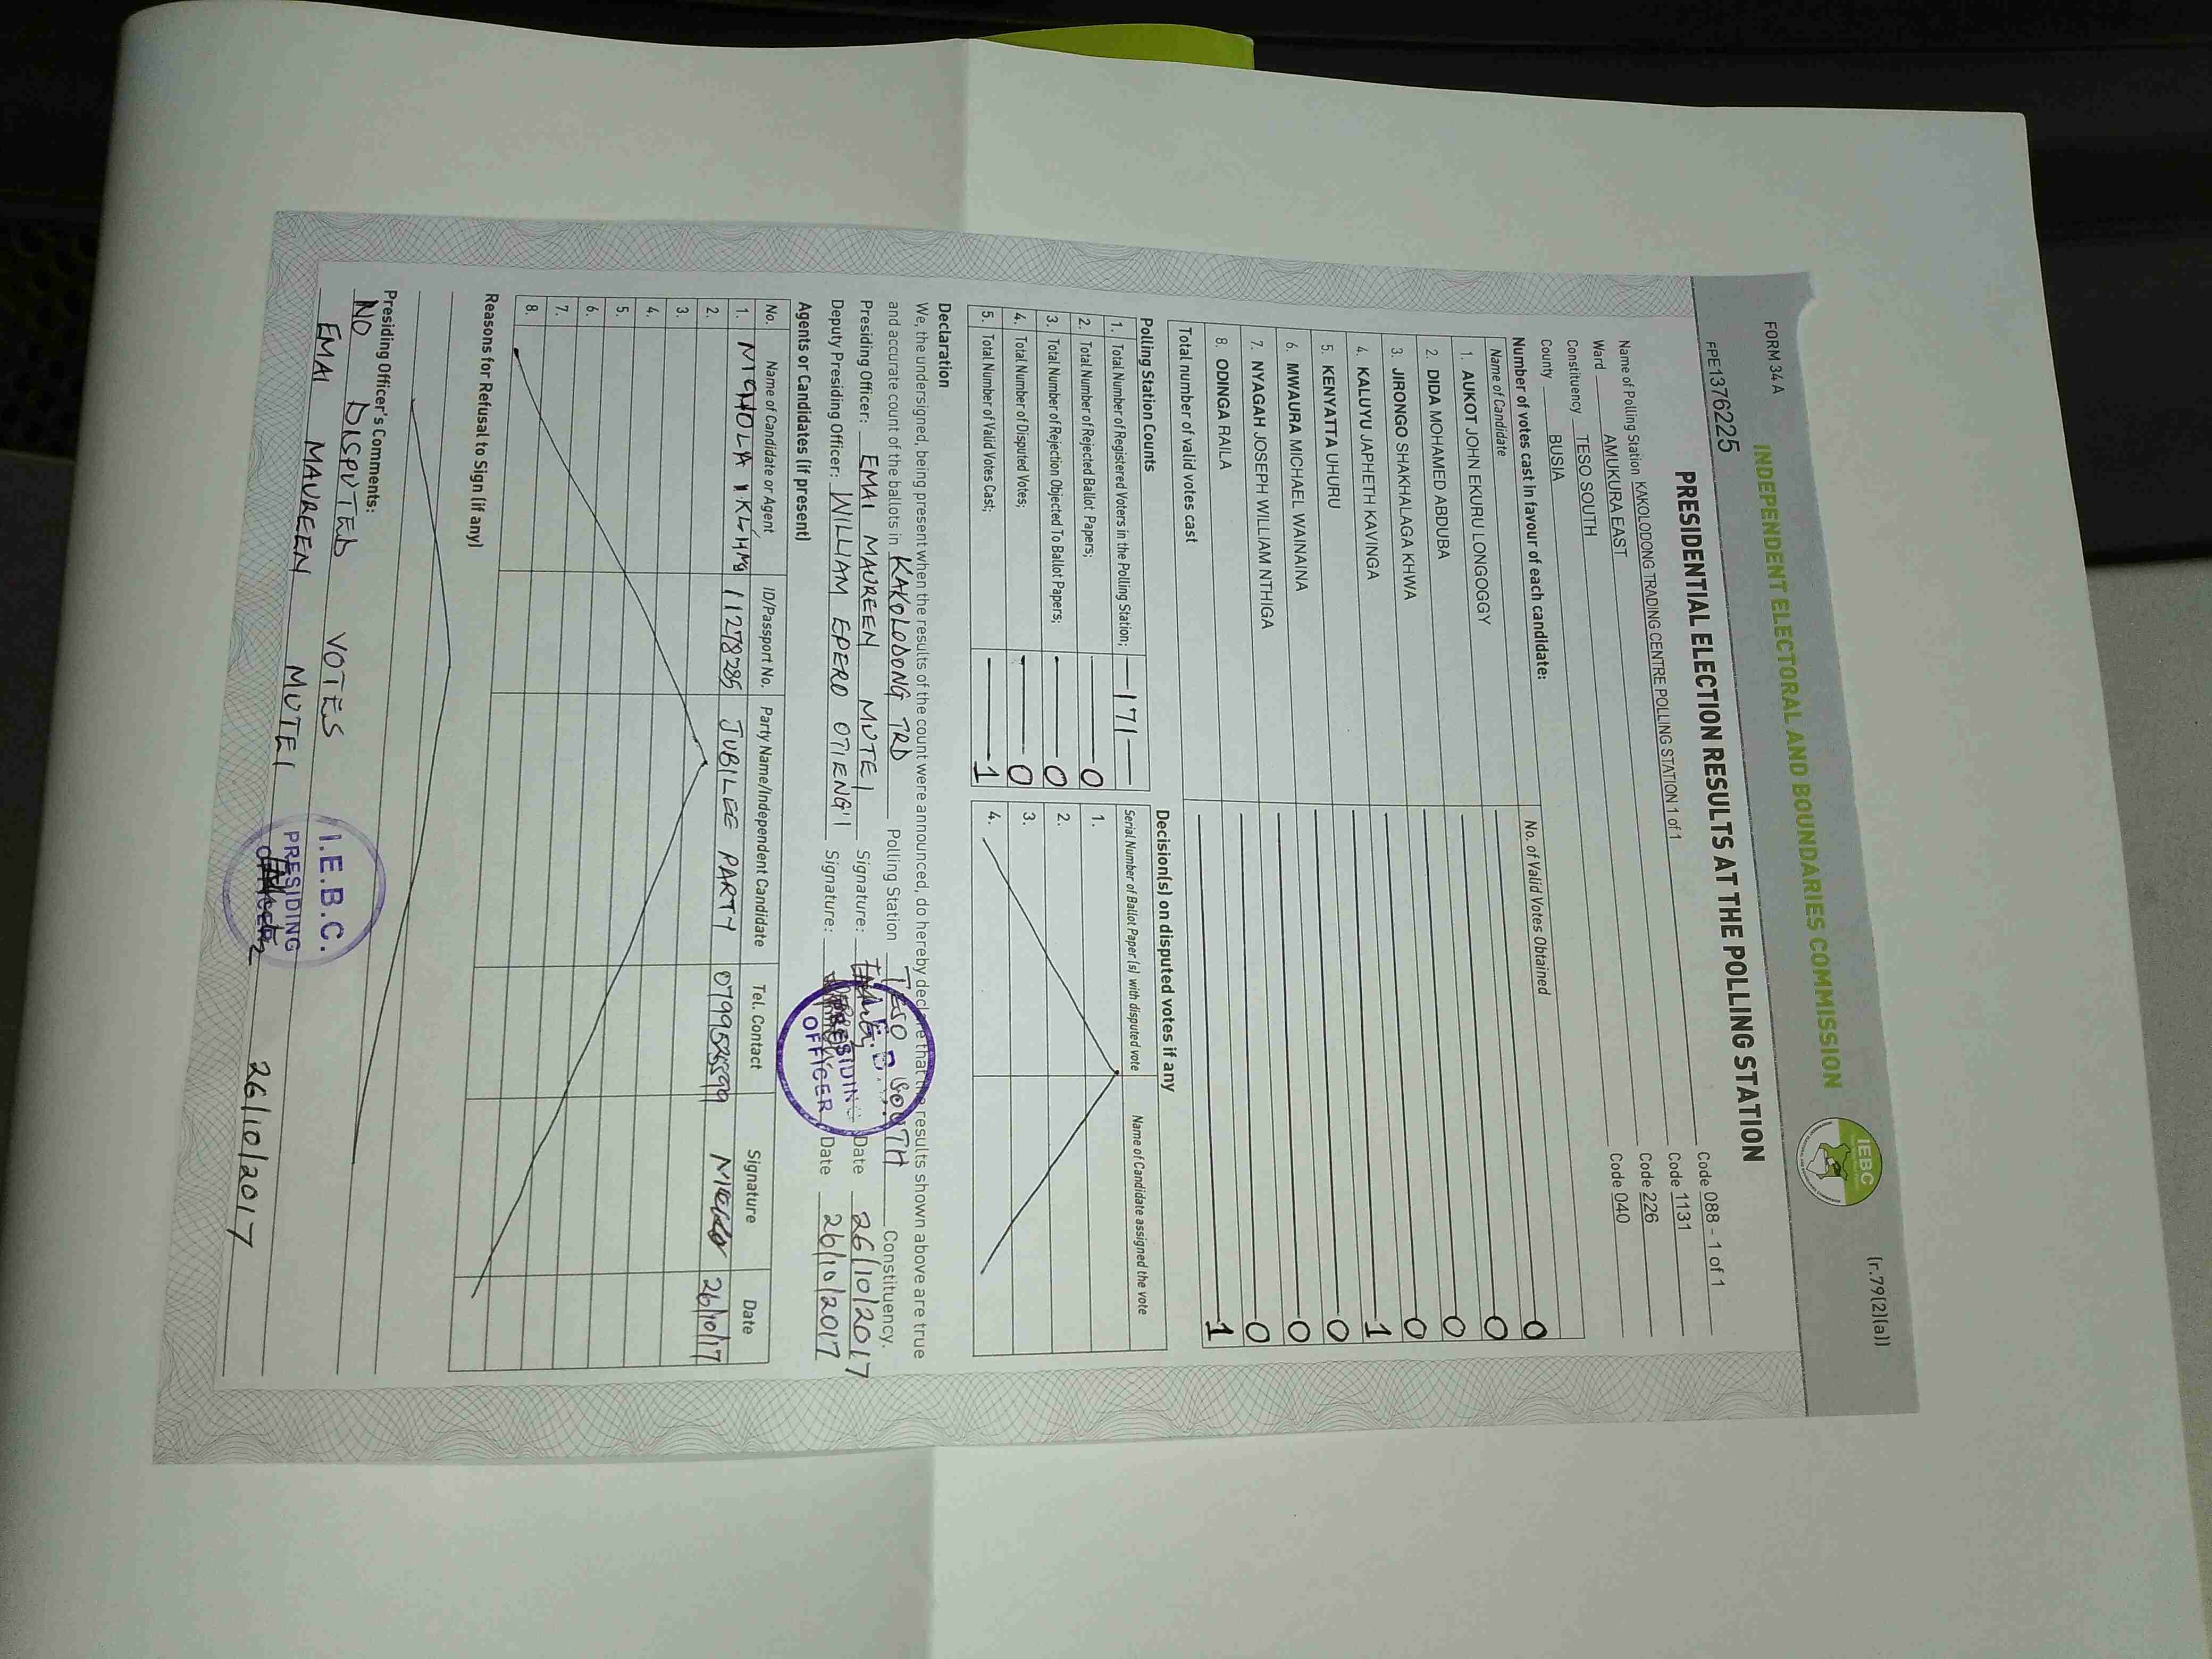 FORM 34 A
(r.79(2)(a))
INDEPENDENT ELECTORAL AND BOUNDARIES COMMISSION
IEBC
FPE1376225
PRESIDENTIAL ELECTION RESULTS AT THE POLLING STATION
Name of Polling Station KAKOLODONG TRADING CENTRE POLLING STATION 1 of 1 Code 088 - 1 of 1
Ward AMUKURA EAST Code 1131
Constituency TESO SOUTH Code 226
County BUSIA Code 040
Number of votes cast in favour of each candidate:
Name of Candidate No. of Valid Votes Obtained
1. AUKOT JOHN EKURU LONGOGGY 0
2. DIDA MOHAMED ABDUBA 0
3. JIRONGO SHAKHALAGA KHWA 0
4. KALUYU JAPHETH KAVINGA 0
5. KENYATTA UHURU 1
6. MWAURA MICHAEL WAINAINA 0
7. NYAGAH JOSEPH WILLIAM NTHIGA 0
8. ODINGA RAILA 0
Total number of valid votes cast 1
Polling Station Counts
1. Total Number of Registered Voters in the Polling Station; 171
2. Total Number of Rejected Ballot Papers; 0
3. Total Number of Rejection Objected To Ballot Papers; 0
4. Total Number of Disputed Votes; 0
5. Total Number of Valid Votes Cast; 1
Decision(s) on disputed votes if any
Serial Number of Ballot Paper (s) with disputed vote Name of Candidate assigned the vote
1.
2.
3.
4.
Declaration
We, the undersigned, being present when the results of the count were announced, do hereby declare that the results shown above are true
and accurate count of the ballots in KAKOLODONG TRD Polling Station TESO SOUTH Constituency.
Presiding Officer: EMAI MAUREEN MUTEI Signature: Date 26/10/2017
Deputy Presiding Officer: WILLIAM EPERO OTIENG'I Signature: Date 26/10/2017
PRESIDING
OFFICER
Agents or Candidates (if present)
No. Name of Candidate or Agent ID/Passport No. Party Name/Independent Candidate Tel. Contact Signature Date
1. 11278285 JUBILEE PARTY 26/10/17
2.
3.
4.
5.
6.
7.
8.
Reasons for Refusal to Sign (if any)
Presiding Officer's Comments:
NO DISPUTED VOTES
EMAI MAUREEN MUTEI 26/10/2017
I.E.B.C.
PRESIDING